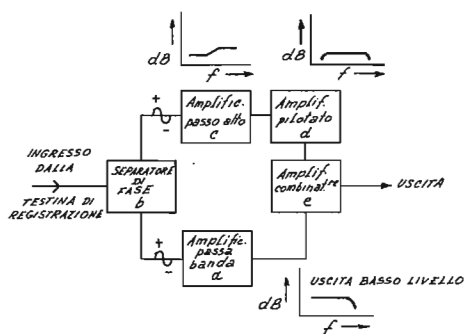 dB
f
dB
f
+
-
Amplific.
passo alto
c
Amplif.
pilotato
d
INGRESSO
DALLA
TESTINA DI
REGISTRAZIONE
SEPARATORE
DI
FASE
b
Amplif.
combinat.re
e
USCITA
+
-
Amplific.
passa
banda
a
USCITA BASSO LIVELLO
dB
f